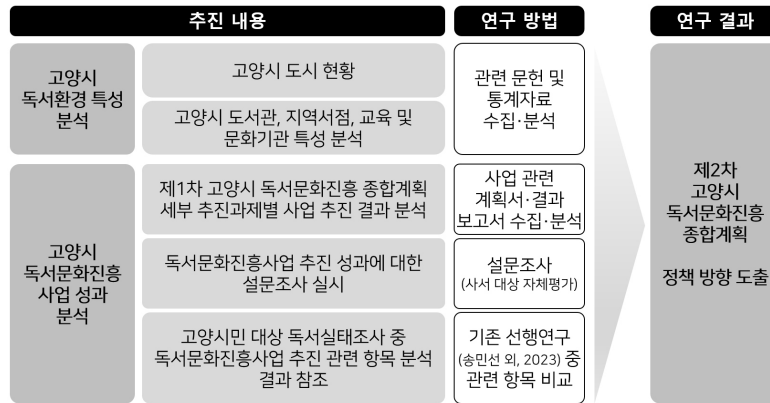 추진 내용
연구 방법
연구 결과
고양시
독서환경 특성
분석
고양시 도시 현황
고양시 도서관, 지역서점, 교육 및
문화기관 특성 분석
관련 문헌 및
통계자료
수집·분석
고양시
독서문화진흥
사업 성과
분석
제1차 고양시 독서문화진흥 종합계획
세부 추진과제별 사업 추진 결과 분석
사업 관련
계획서·결과
보고서 수집·분석
독서문화진흥사업 추진 성과에 대한
설문조사 실시
설문조사
(사서 대상 자체평가)
고양시민 대상 독서실태조사 중
독서문화진흥사업 추진 관련 항목 분석
결과 참조
기존 선행연구
(송민선 외, 2023) 중
관련 항목 비교
제2차
고양시
독서문화진흥
종합계획
정책 방향 도출